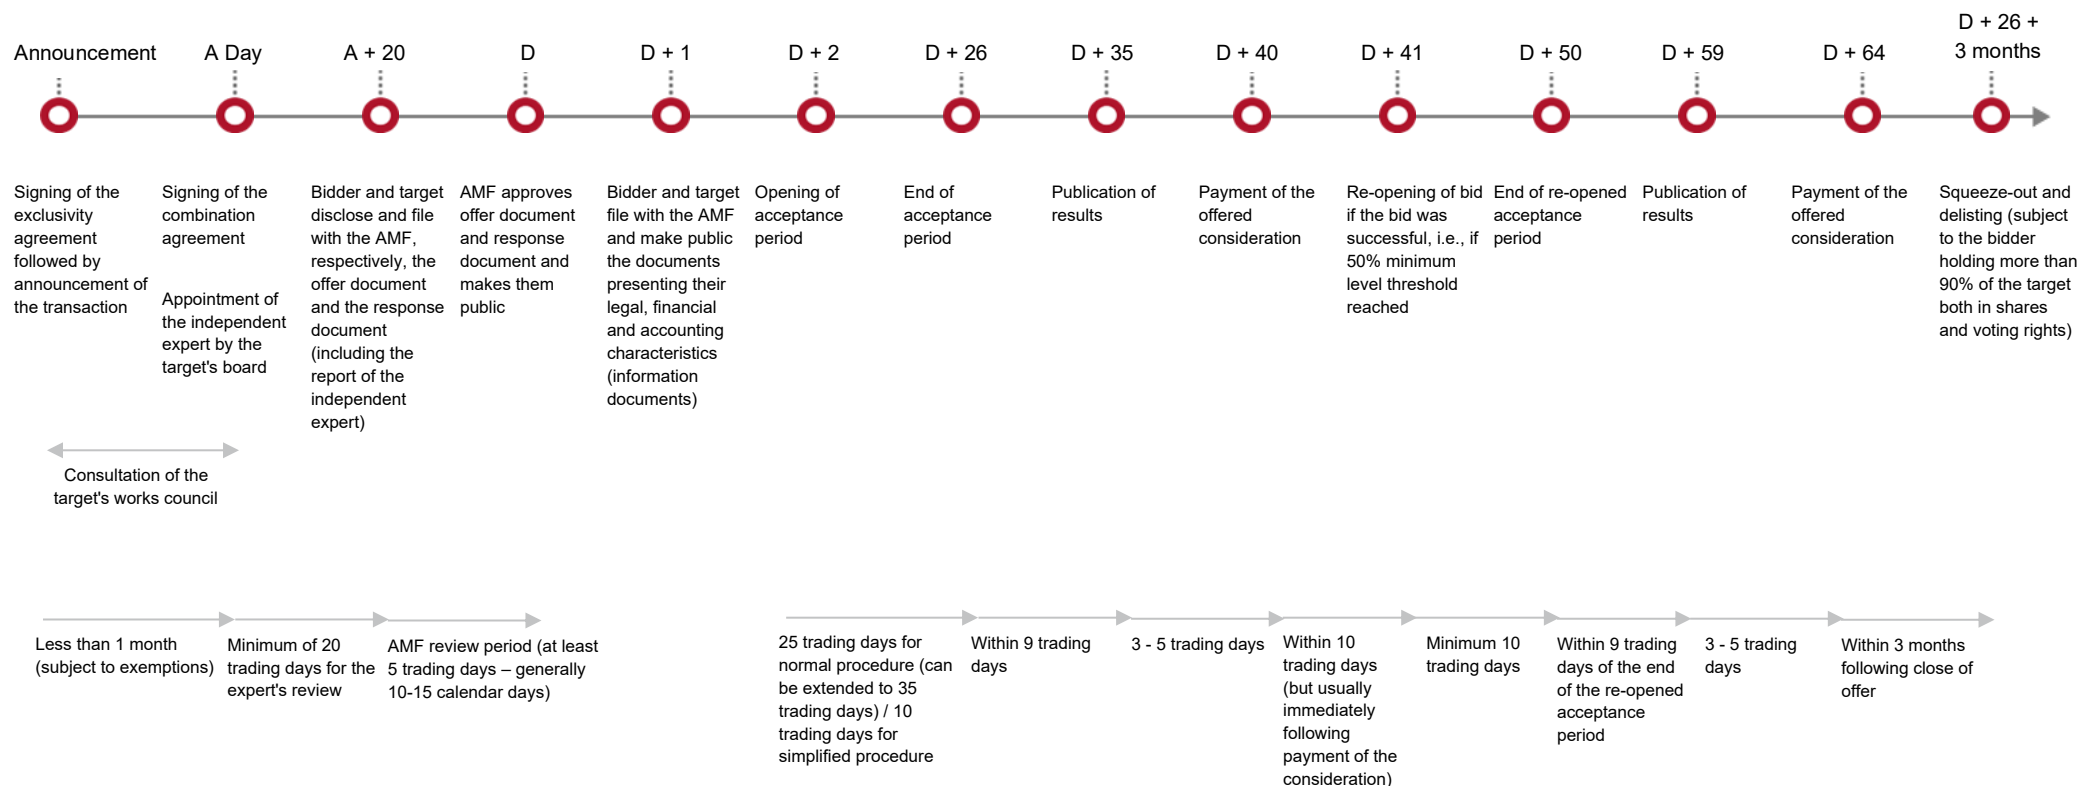 Announcement
A Day
A + 20
D
D + 1
D + 2
D + 26
D + 35
D + 40
D + 41
D + 50
D + 59
D + 64
D + 26 +
3 months
Signing of the
exclusivity
agreement
followed by
announcement of
the transaction
Signing of the
combination
agreement
Appointment of
the independent
expert by the
target's board
Bidder and target
disclose and file
with the AMF,
respectively, the
offer document
and the response
document
(including the
report of the
independent
expert)
AMF approves
offer document
and response
document and
makes them
public
Bidder and target
file with the AMF
and make public
the documents
presenting their
legal, financial
and accounting
characteristics
(information
documents)
Opening of
acceptance
period
End of
acceptance
period
Publication of
results
Payment of the
offered
consideration
Re-opening of bid
if the bid was
successful, i.e., if
50% minimum
level threshold
reached
End of re-opened
acceptance
period
Publication of
results
Payment of the
offered
consideration
Squeeze-out and
delisting (subject
to the bidder
holding more than
90% of the target
both in shares
and voting rights)
Consultation of the
target's works council
Less than 1 month
(subject to exemptions)
Minimum of 20
trading days for the
expert's review
AMF review period (at least
5 trading days – generally
10-15 calendar days)
25 trading days for
normal procedure (can
be extended to 35
trading days) / 10
trading days for
simplified procedure
Within 9 trading
days
3 - 5 trading days
Within 10
trading days
(but usually
immediately
following
payment of the
consideration)
Minimum 10
trading days
Within 9 trading
days of the end
of the re-opened
acceptance
period
3 - 5 trading
days
Within 3 months
following close of
offer